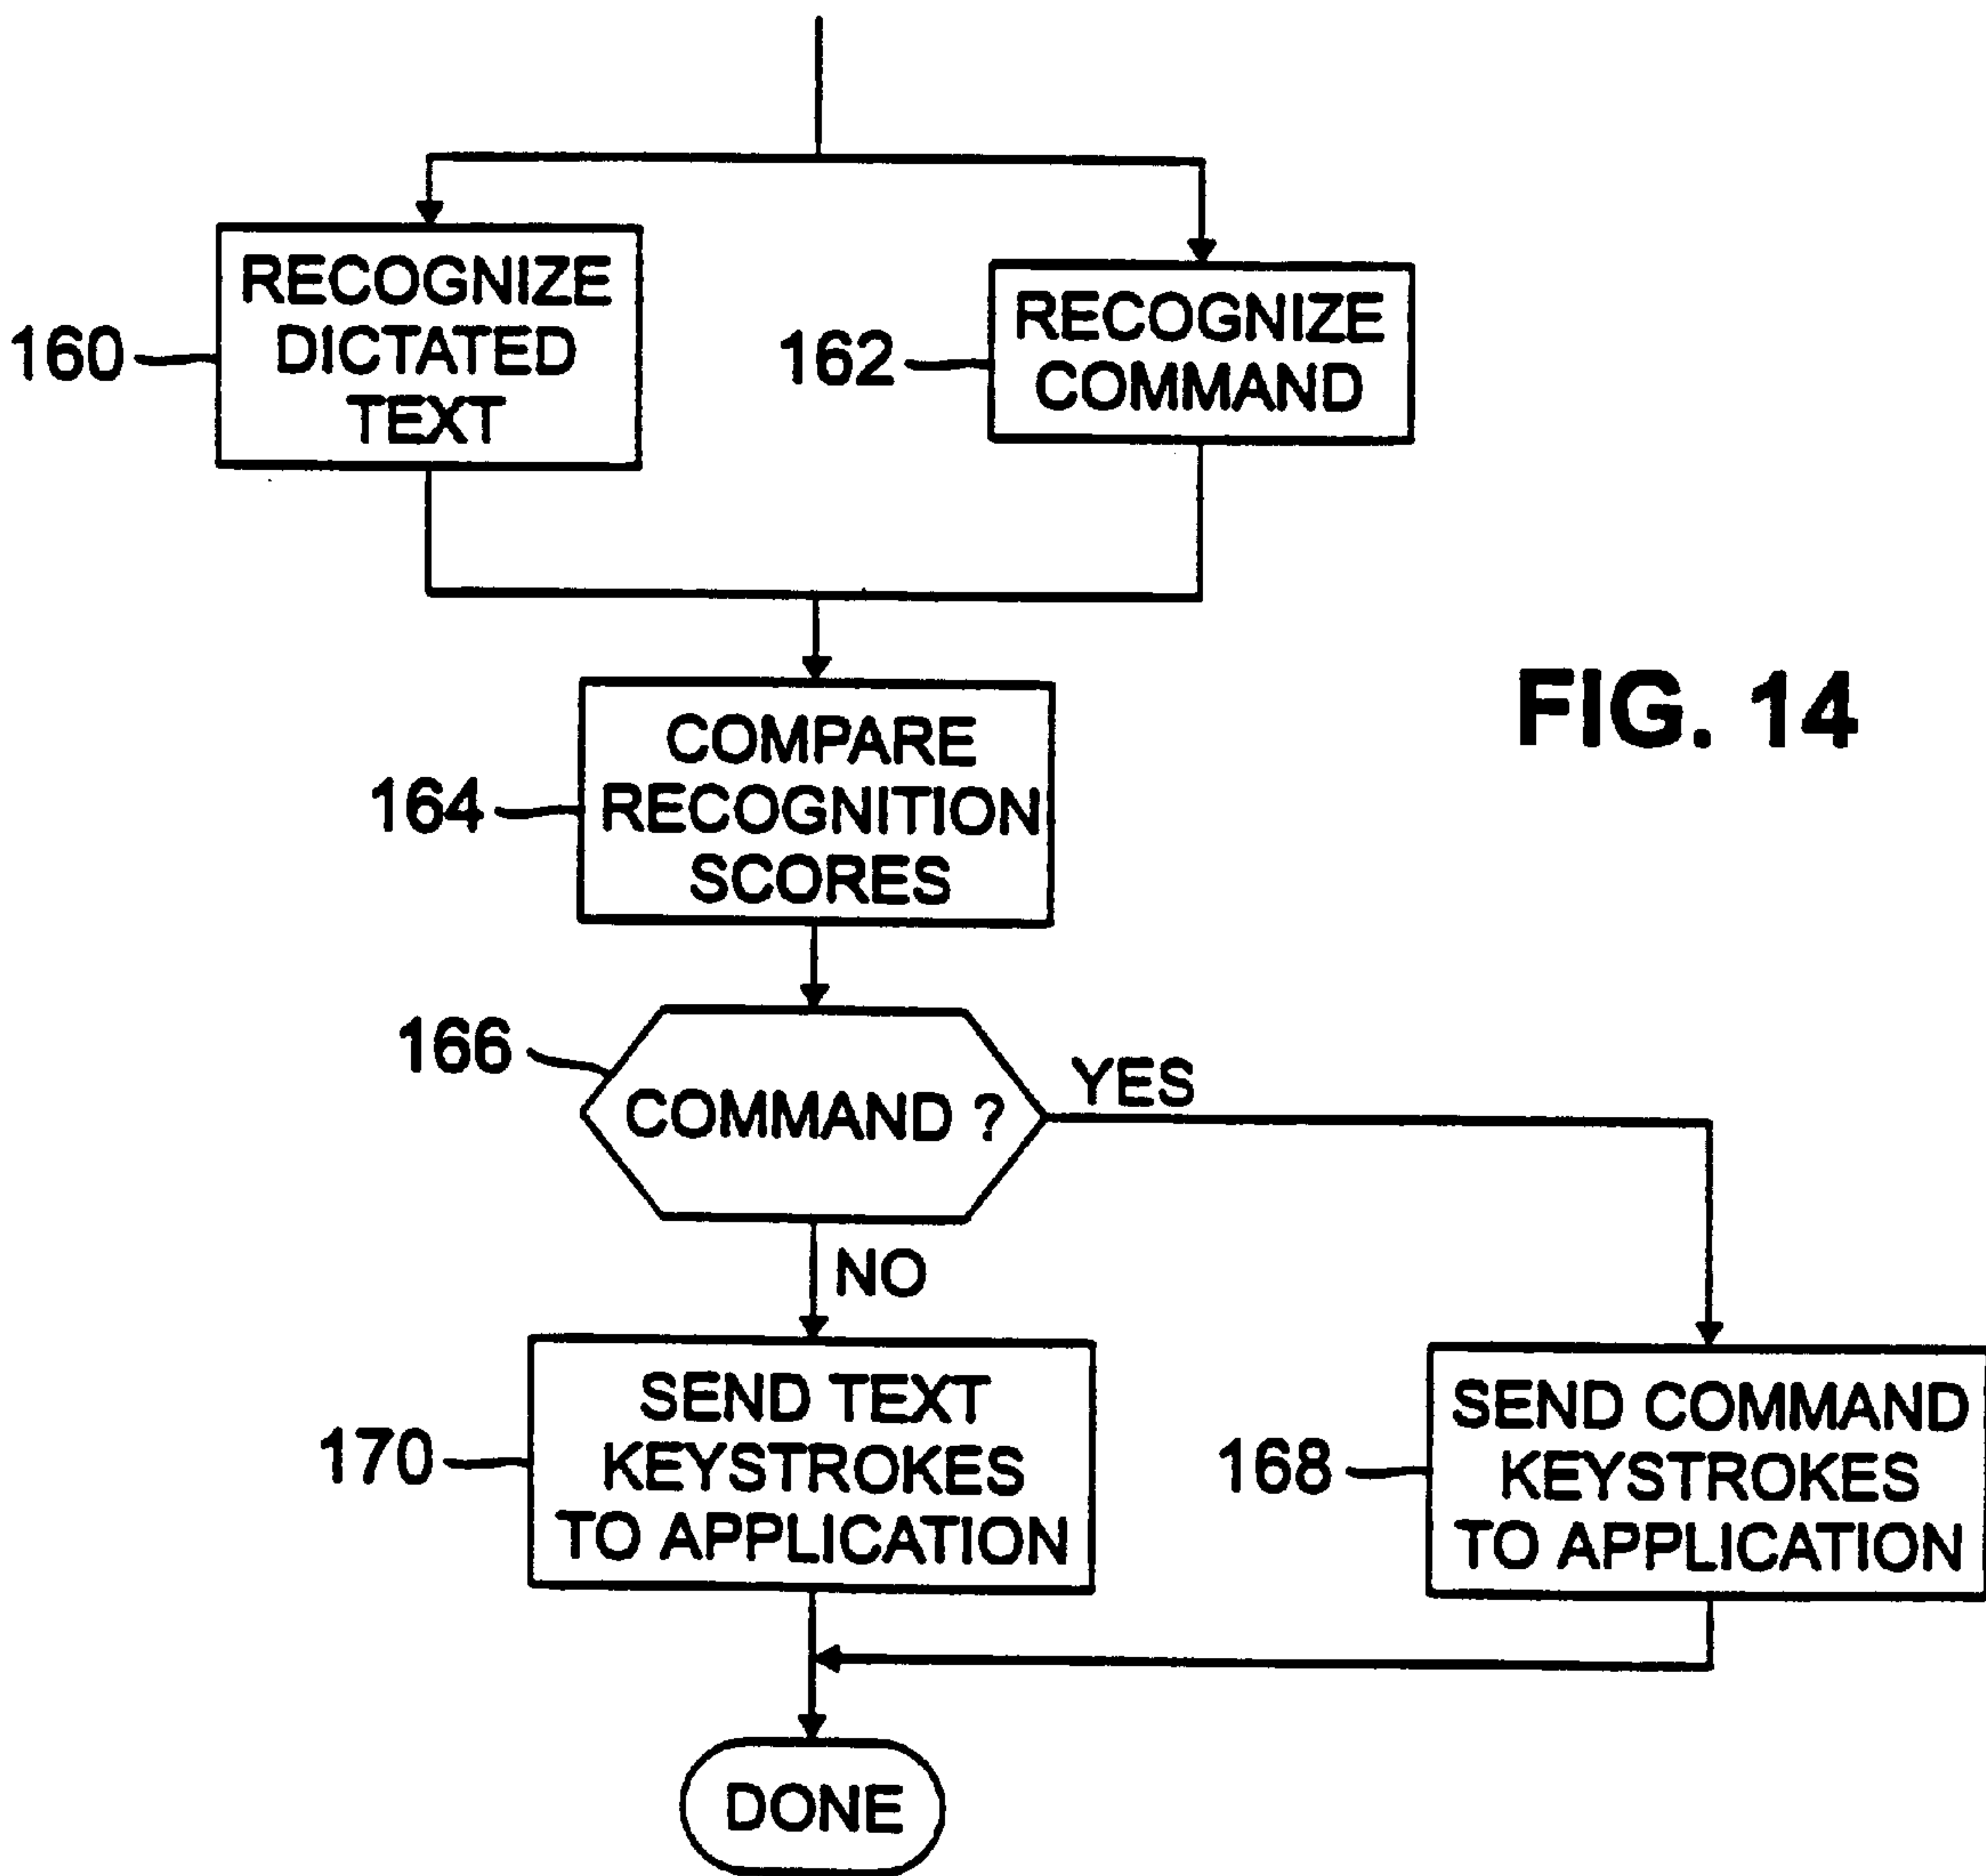 RECOGNIZE
DICTATED
TEXT
160
RECOGNIZE
COMMAND
162
COMPARE
RECOGNITION
SCORES
164
FIG. 14
166
COMMAND ?
YES
NO
SEND TEXT
KEYSTROKES
TO APPLICATION
170
SEND COMMAND
KEYSTROKES
TO APPLICATION
168
DONE